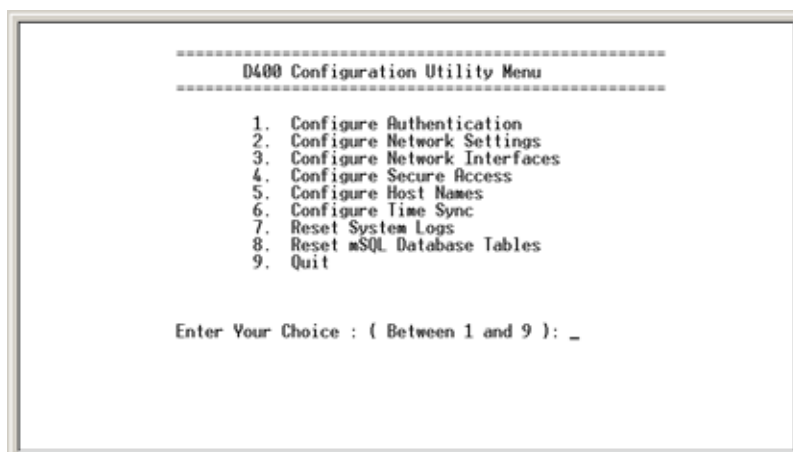 ==================================================
D400 Configuration Utility Menu
==================================================
1. Configure Authentication
2. Configure Network Settings
3. Configure Network Interfaces
4. Configure Secure Access
5. Configure Host Names
6. Configure Time Sync
7. Reset System Logs
8. Reset mSQL Database Tables
9. Quit
Enter Your Choice : ( Between 1 and 9 ): _